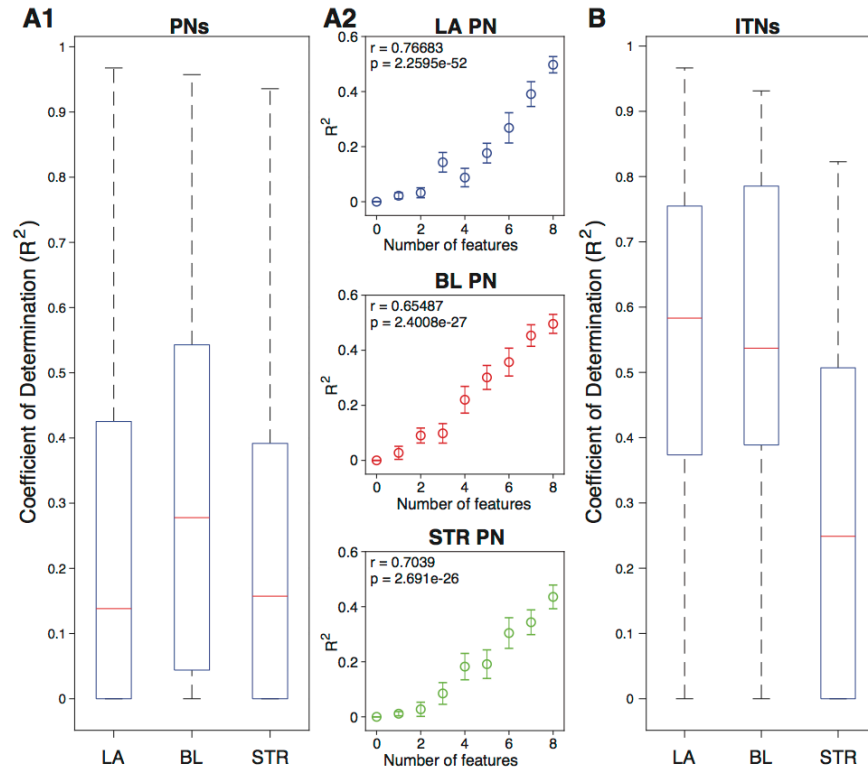 A1
PNs
Coefficient of Determination (R²)
1
0.9
0.8
0.7
0.6
0.5
0.4
0.3
0.2
0.1
0
LA BL STR
A2
LA PN
r = 0.76683
p = 2.2595e-52
R²
0.6
0.4
0.2
0
0 2 4 6 8
Number of features
BL PN
r = 0.65487
p = 2.4008e-27
R²
0.6
0.4
0.2
0
0 2 4 6 8
Number of features
STR PN
r = 0.7039
p = 2.691e-26
R²
0.6
0.4
0.2
0
0 2 4 6 8
Number of features
B
ITNs
Coefficient of Determination (R²)
1
0.9
0.8
0.7
0.6
0.5
0.4
0.3
0.2
0.1
0
LA BL STR